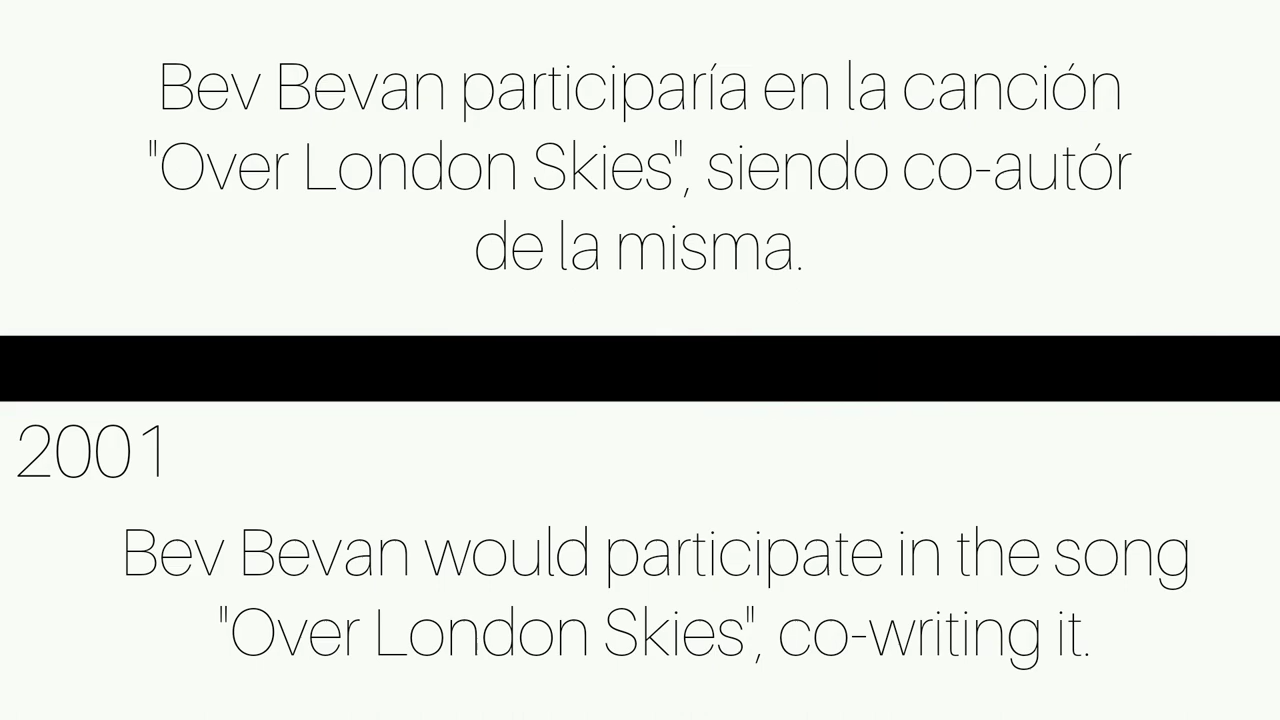 Bev Bevan participaría en la canción
"Over London Skies", siendo co-autór
de la misma.
2001
Bev Bevan would participate in the song
"Over London Skies", co-writing it.